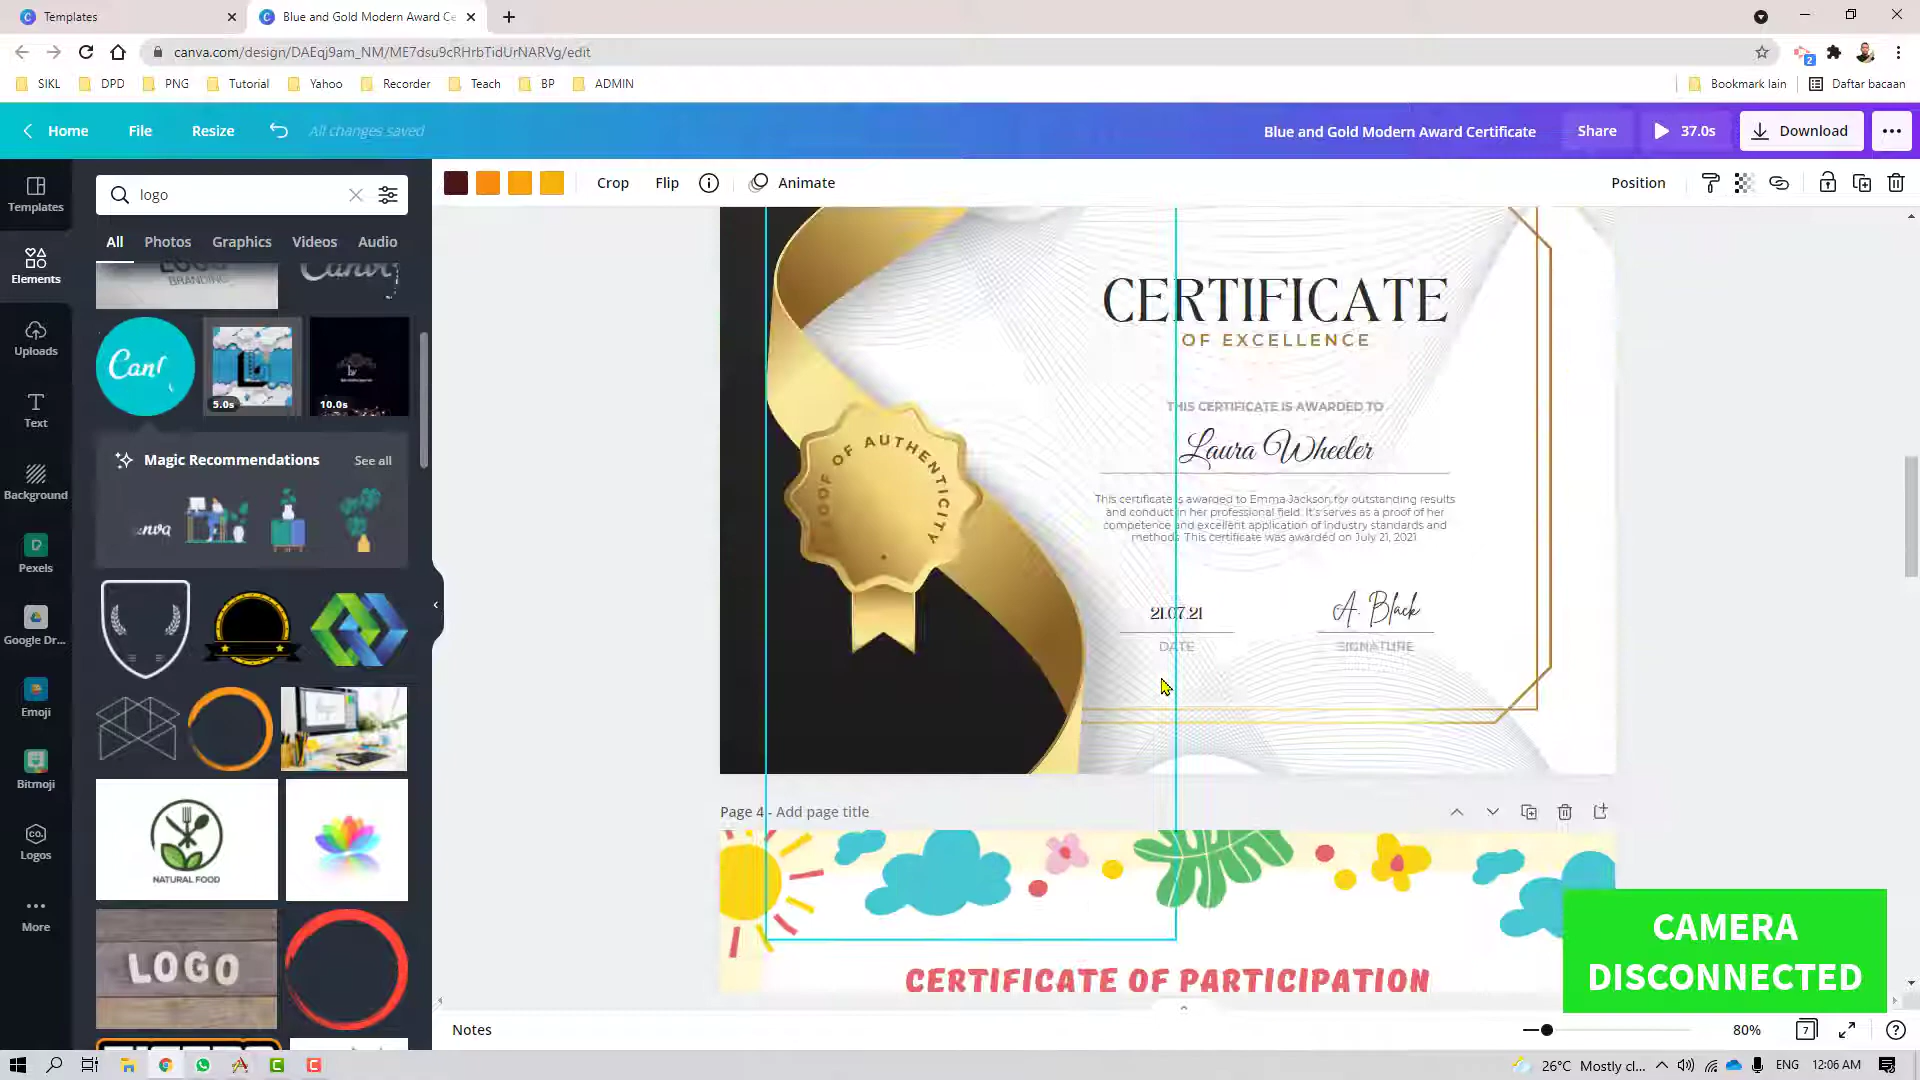 Templates
Blue and Gold Modern Award Ce
canva.com/design/DAEqj9am_NM/ME7dsu9cRHrbTidUrNARVg/edit
2
SIKL
DPD
PNG
Tutorial
Yahoo
Recorder
Teach
BP
ADMIN
Bookmark lain
Daftar bacaan
Home
File
Resize
All changes saved
Blue and Gold Modern Award Certificate
Share
37.0s
Download
Templates
Elements
Uploads
Text
Background
Pexels
Google Dr...
Emoji
Bitmoji
CO.
Logos
More
logo
All
Photos
Graphics
Videos
Audio
LOGO
BRANDING
Canva
Can
5.0s
10.0s
Magic Recommendations
See all
anva
NATURAL FOOD
LOGO
Crop
Flip
Animate
Position
CERTIFICATE
OF EXCELLENCE
THIS CERTIFICATE IS AWARDED TO
Laura Wheeler
This certificate is awarded to Emma Jackson for outstanding results
and conduct in her professional field. It's serves as a proof of her
competence and excellent application of industry standards and
methods. This certificate was awarded on July 21, 2021
21.07.21
DATE
A. Black
SIGNATURE
PROOF OF AUTHENTICITY
Page 4 - Add page title
CERTIFICATE OF PARTICIPATION
CAMERA
DISCONNECTED
Notes
80%
7
26°C Mostly cl...
ENG
12:06 AM